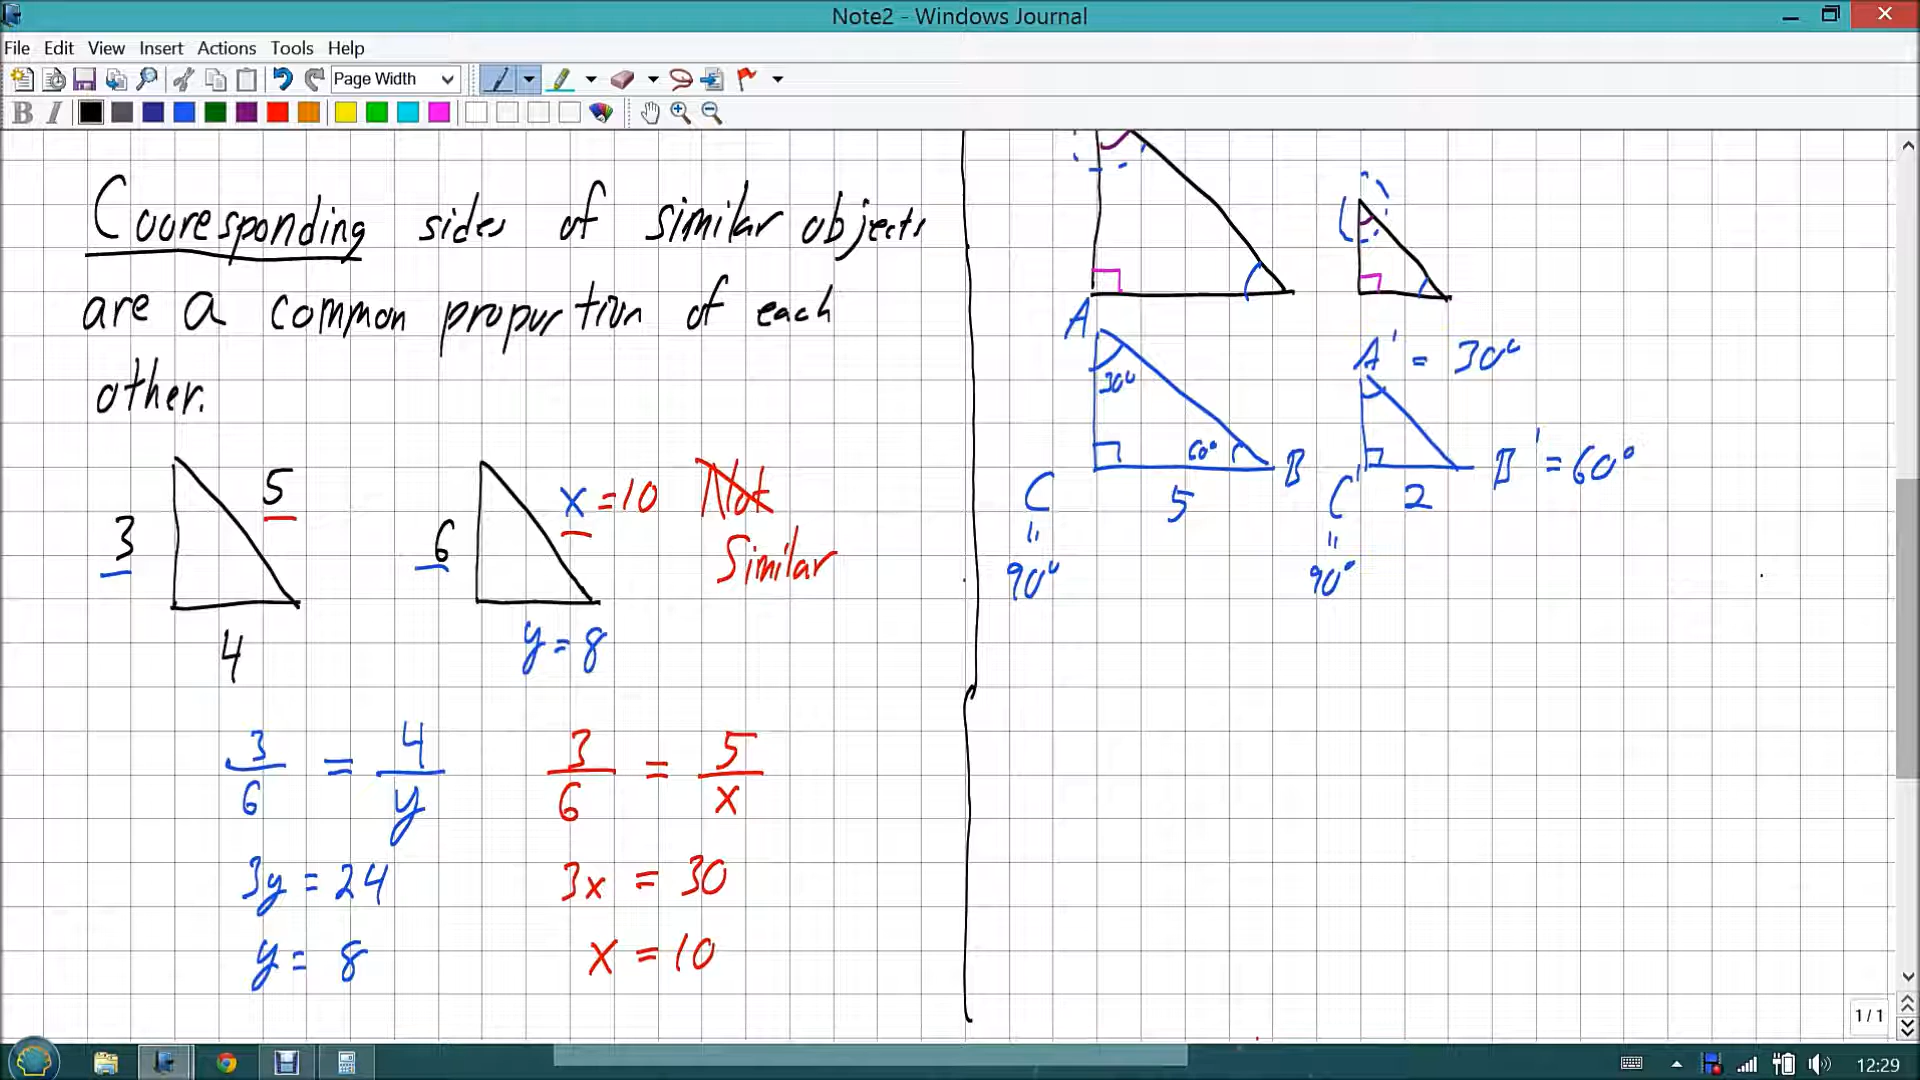 Note2 - Windows Journal
File Edit View Insert Actions Tools Help
Page Width
B I
Cooresponding sides of similar objects
are a common proportion of each
other.
3
5
4
6
x = 10
y = 8
Not
Similar
3/6 = 4/y
3y = 24
y = 8
3/6 = 5/x
3x = 30
x = 10
A
30°
60°
B
C
"
90°
5
A' = 30°
B' = 60°
C'
"
90°
2
1 / 1
12:29